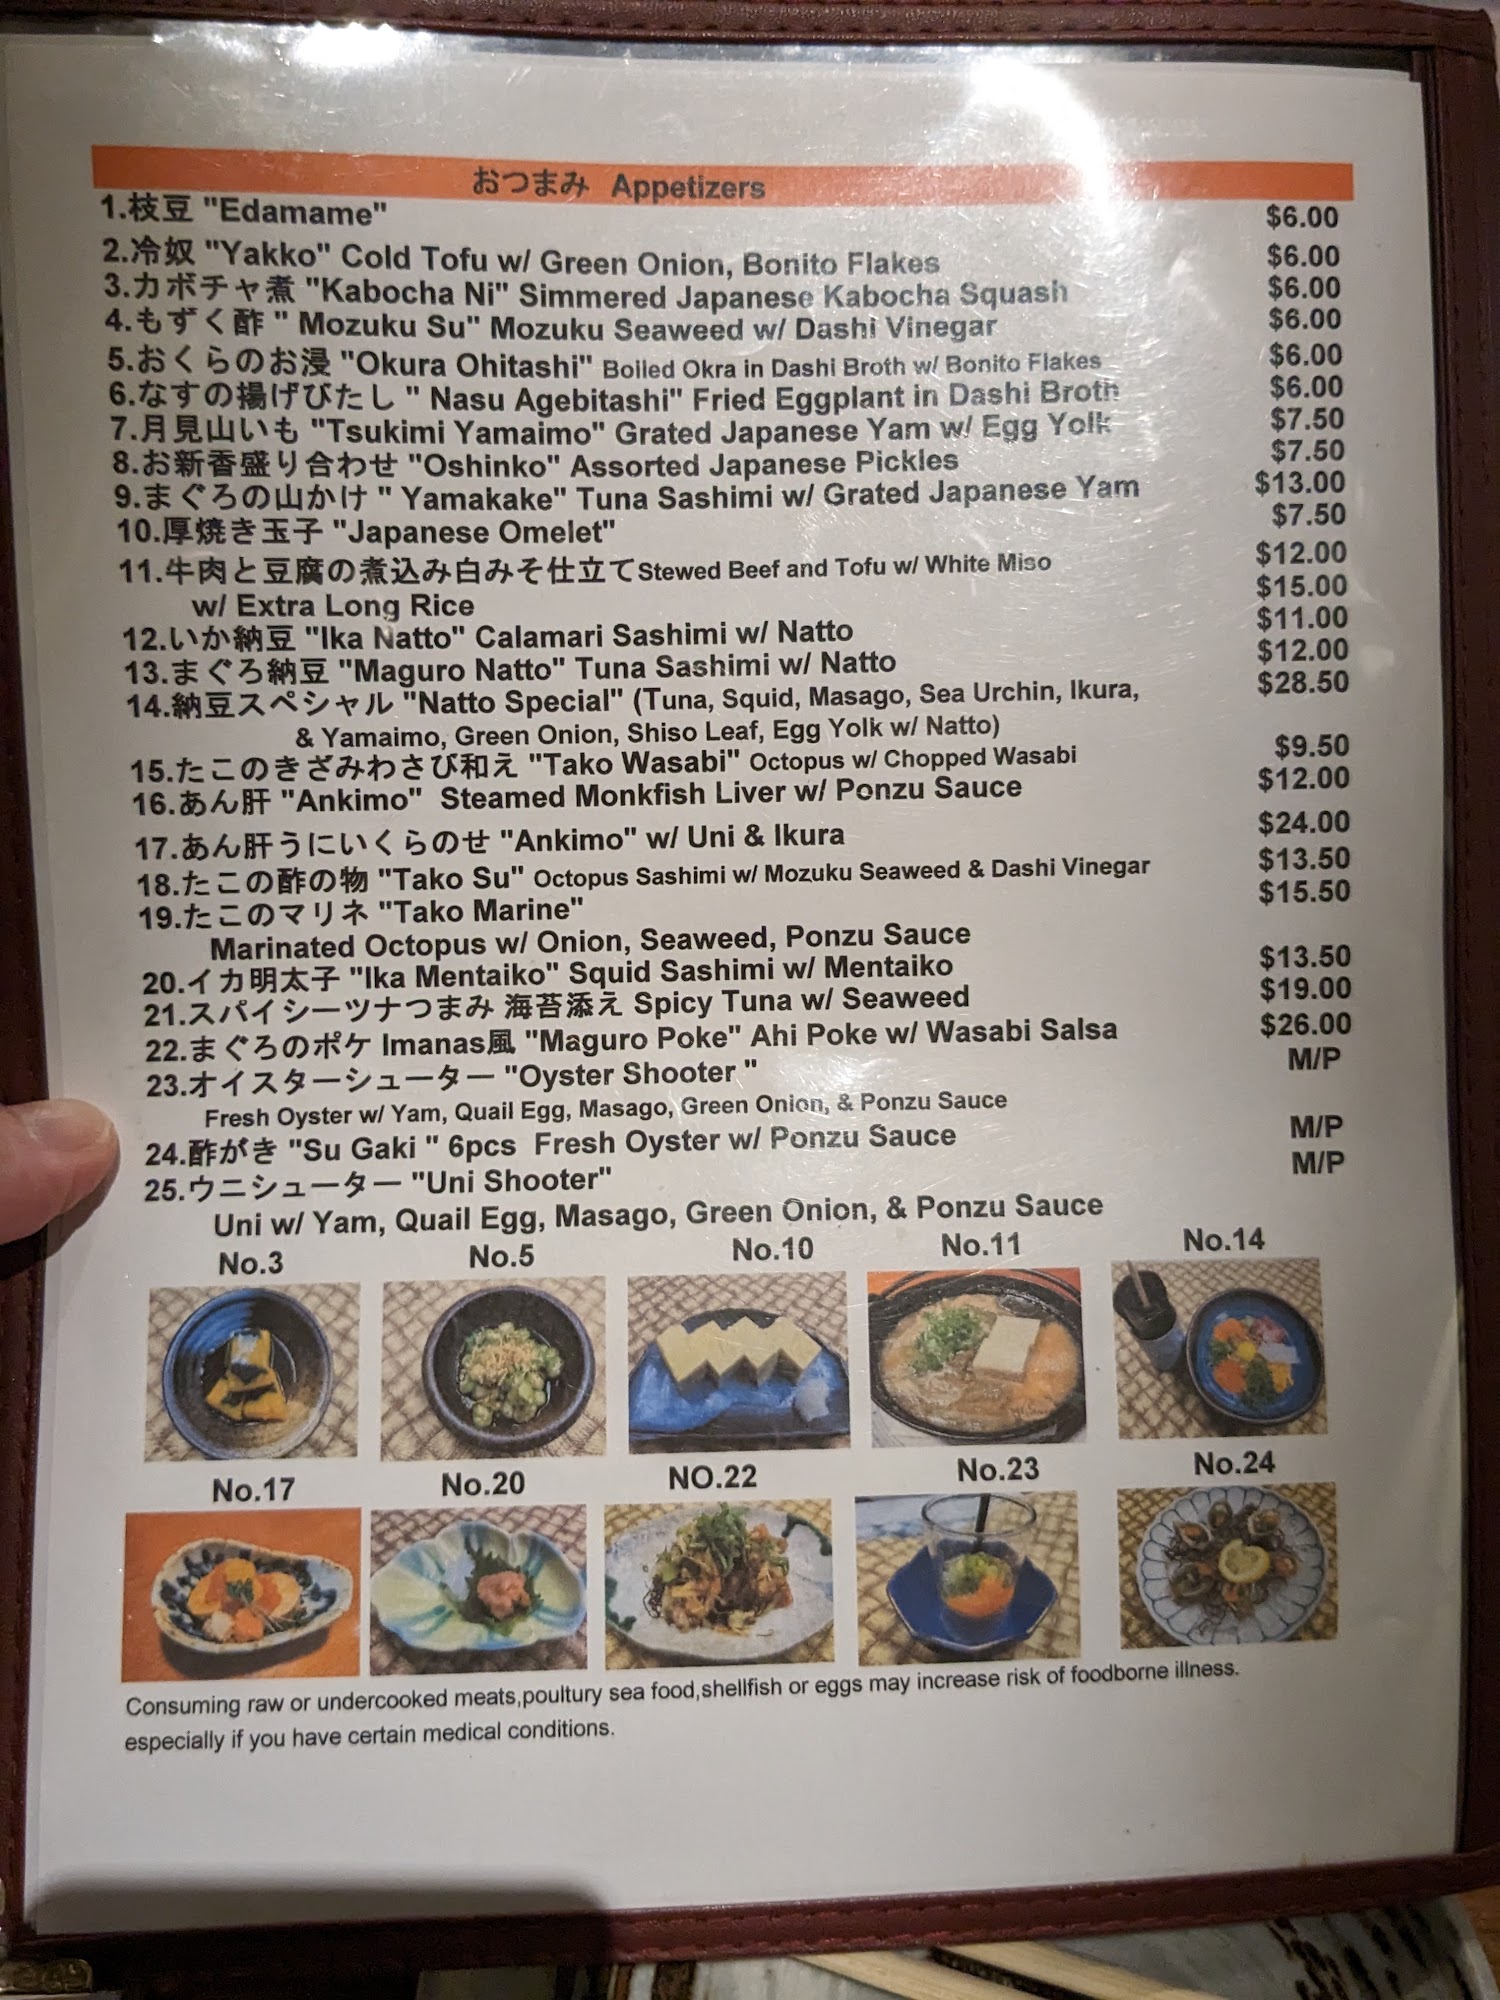 おつまみ Appetizers
1.枝豆 "Edamame" $6.00
2.冷奴 "Yakko" Cold Tofu w/ Green Onion, Bonito Flakes $6.00
3.カボチャ煮 "Kabocha Ni" Simmered Japanese Kabocha Squash $6.00
4.もずく酢 " Mozuku Su" Mozuku Seaweed w/ Dashi Vinegar $6.00
5.おくらのお浸 "Okura Ohitashi" Boiled Okra in Dashi Broth w/ Bonito Flakes $6.00
6.なすの揚げびたし " Nasu Agebitashi" Fried Eggplant in Dashi Broth $6.00
7.月見山いも "Tsukimi Yamaimo" Grated Japanese Yam w/ Egg Yolk $7.50
8.お新香盛り合わせ "Oshinko" Assorted Japanese Pickles $7.50
9.まぐろの山かけ " Yamakake" Tuna Sashimi w/ Grated Japanese Yam $13.00
10.厚焼き玉子 "Japanese Omelet" $7.50
11.牛肉と豆腐の煮込み白みそ仕立てStewed Beef and Tofu w/ White Miso $12.00
w/ Extra Long Rice $15.00
12.いか納豆 "Ika Natto" Calamari Sashimi w/ Natto $11.00
13.まぐろ納豆 "Maguro Natto" Tuna Sashimi w/ Natto $12.00
14.納豆スペシャル "Natto Special" (Tuna, Squid, Masago, Sea Urchin, Ikura, $28.50
& Yamaimo, Green Onion, Shiso Leaf, Egg Yolk w/ Natto)
15.たこのきざみわさび和え "Tako Wasabi" Octopus w/ Chopped Wasabi $9.50
16.あん肝 "Ankimo" Steamed Monkfish Liver w/ Ponzu Sauce $12.00
17.あん肝うにいくらのせ "Ankimo" w/ Uni & Ikura $24.00
18.たこの酢の物 "Tako Su" Octopus Sashimi w/ Mozuku Seaweed & Dashi Vinegar $13.50
19.たこのマリネ "Tako Marine" $15.50
Marinated Octopus w/ Onion, Seaweed, Ponzu Sauce
20.イカ明太子 "Ika Mentaiko" Squid Sashimi w/ Mentaiko $13.50
21.スパイシーツナつまみ 海苔添え Spicy Tuna w/ Seaweed $19.00
22.まぐろのポケ Imanas風 "Maguro Poke" Ahi Poke w/ Wasabi Salsa $26.00
23.オイスターシューター "Oyster Shooter " M/P
Fresh Oyster w/ Yam, Quail Egg, Masago, Green Onion, & Ponzu Sauce
24.酢がき "Su Gaki " 6pcs Fresh Oyster w/ Ponzu Sauce M/P
25.ウニシューター "Uni Shooter" M/P
Uni w/ Yam, Quail Egg, Masago, Green Onion, & Ponzu Sauce
No.3 No.5 No.10 No.11 No.14
No.17 No.20 NO.22 No.23 No.24
Consuming raw or undercooked meats,poultury sea food,shellfish or eggs may increase risk of foodborne illness.
especially if you have certain medical conditions.